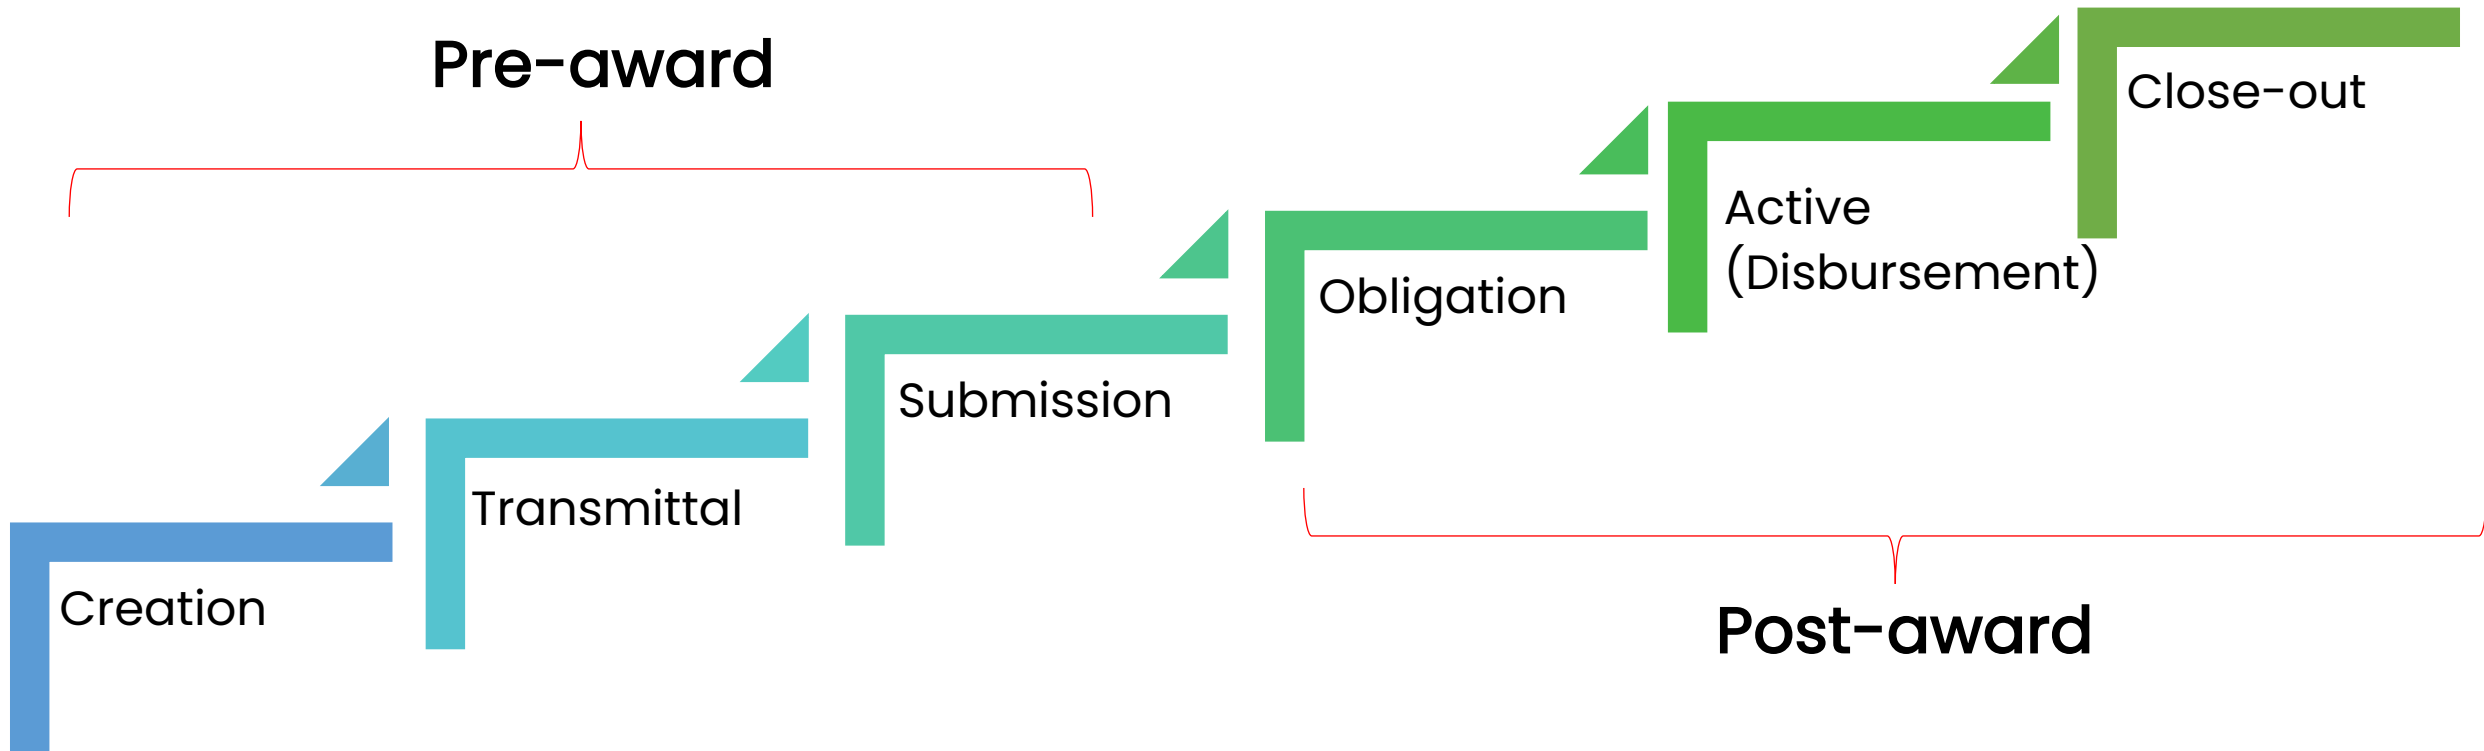 Pre-award
Creation
Transmittal
Submission
Obligation
Active
(Disbursement)
Close-out
Post-award